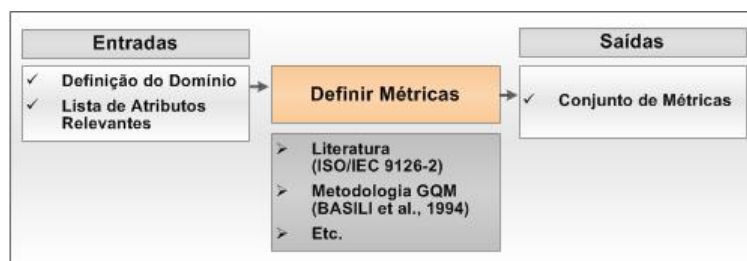 Entradas
✓ Definição do Domínio
✓ Lista de Atributos
Relevantes
Definir Métricas
➢ Literatura
(ISO/IEC 9126-2)
➢ Metodologia GQM
(BASILI et al., 1994)
➢ Etc.
Saídas
✓ Conjunto de Métricas